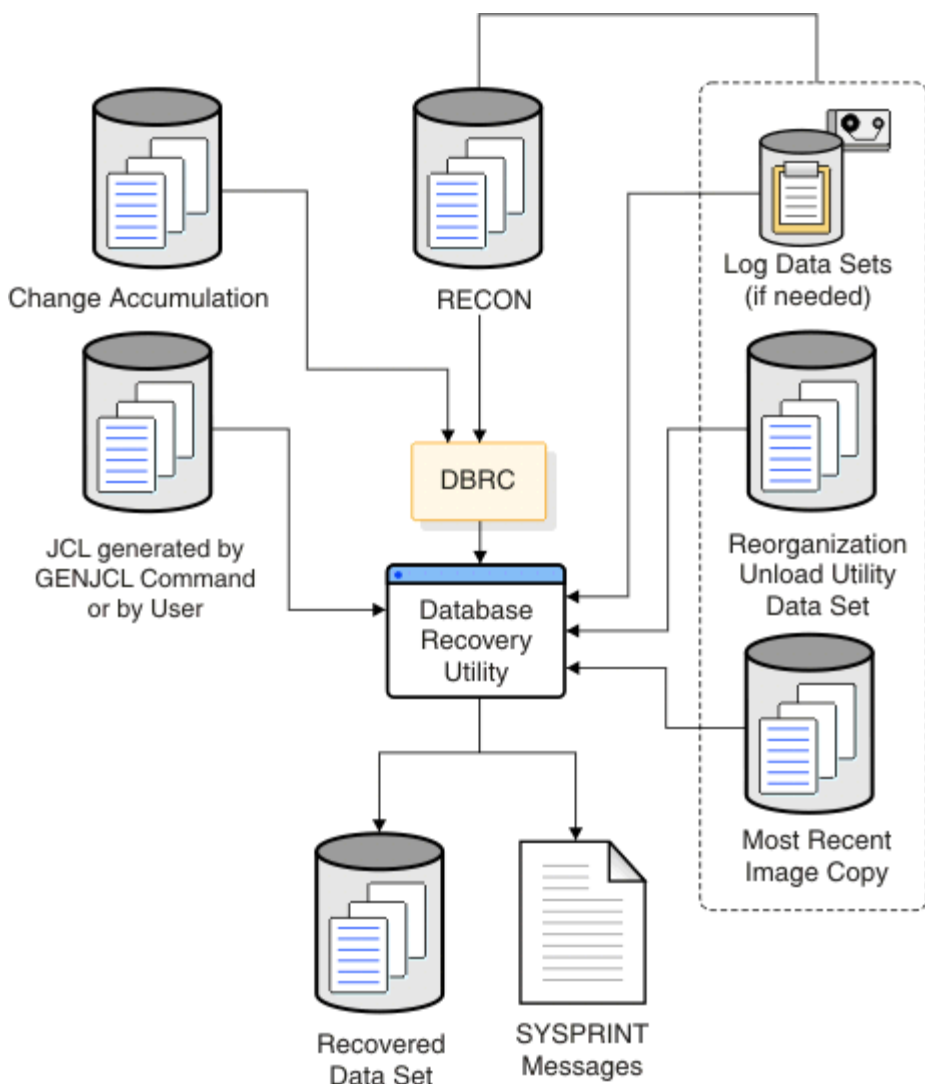 Change Accumulation
RECON
Log Data Sets
(if needed)
JCL generated by
GENJCL Command
or by User
DBRC
Reorganization
Unload Utility
Data Set
Database
Recovery
Utility
Most Recent
Image Copy
Recovered
Data Set
SYSPRINT
Messages